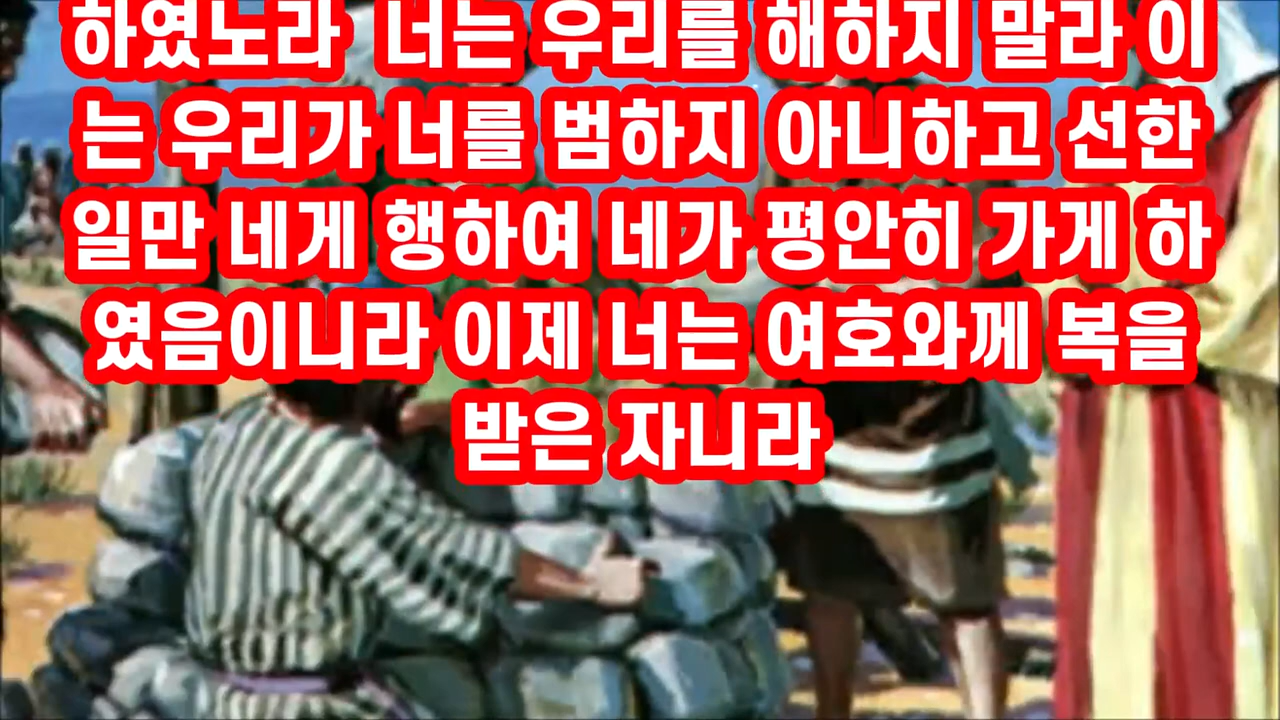 하였노라 너는 우리를 해하지 말라 이
는 우리가 너를 범하지 아니하고 선한
일만 네게 행하여 네가 평안히 가게 하
였음이니라 이제 너는 여호와께 복을
받은 자니라